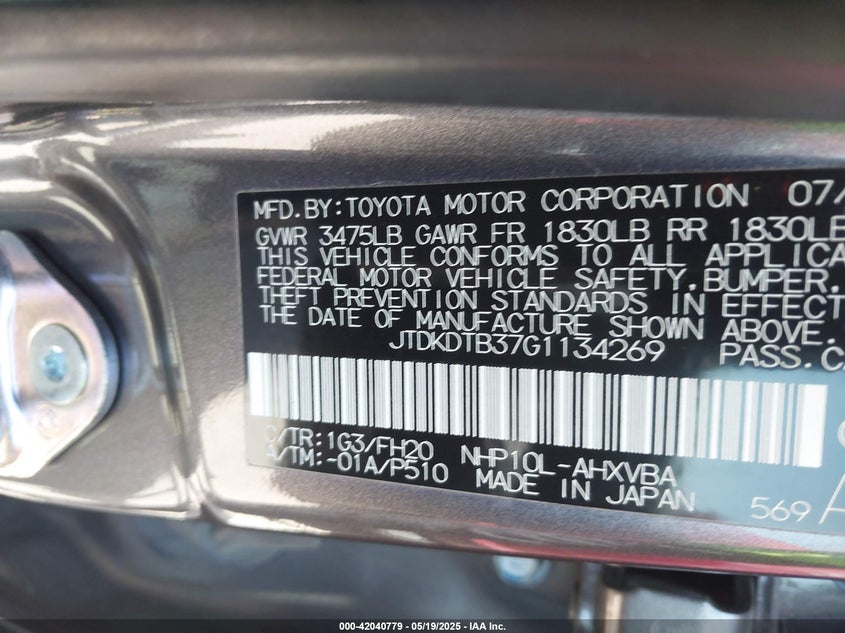 MFD.BY:TOYOTA MOTOR CORPORATION 07/
GVWR 3475LB GAWR FR 1830LB RR 1830LB
THIS VEHICLE CONFORMS TO ALL APPLICA
FEDERAL MOTOR VEHICLE SAFETY,BUMPER,
THEFT PREVENTION STANDARDS IN EFFECT
THE DATE OF MANUFACTURE SHOWN ABOVE.
JTDKDTB37G1134269 PASS.CA
C/TR:1G3/FH20 NHP10L-AHXVBA
A/TM:-01A/P510 MADE IN JAPAN
569
000-42040779 — 05/19/2025 — IAA Inc.